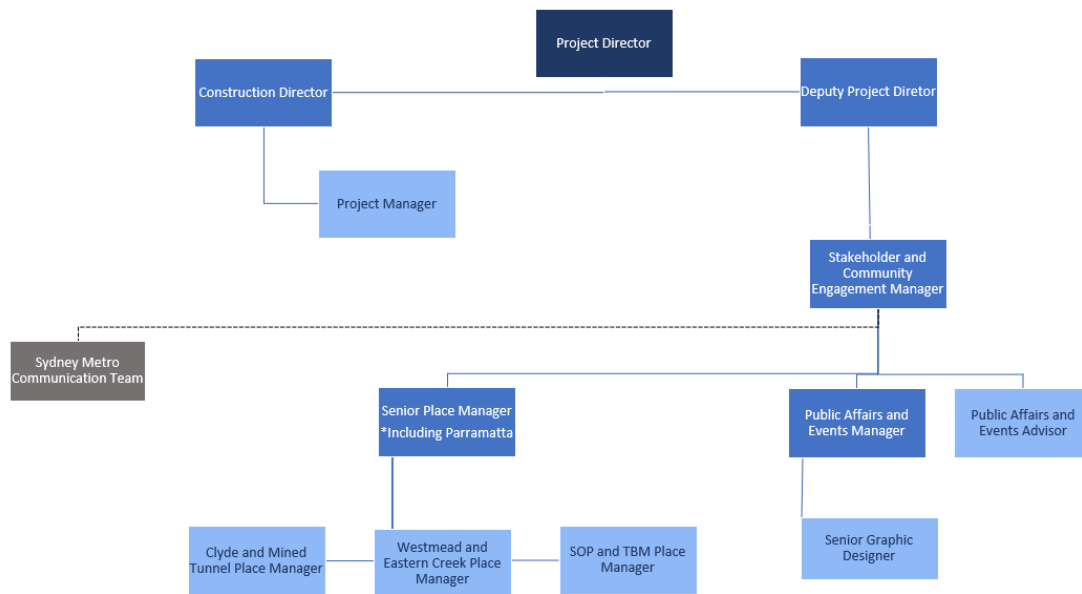 Project Director
Construction Director
Deputy Project Diretor
Project Manager
Stakeholder and
Community
Engagement Manager
Sydney Metro
Communication Team
Senior Place Manager
*Including Parramatta
Public Affairs and
Events Manager
Public Affairs and
Events Advisor
Clyde and Mined
Tunnel Place Manager
Westmead and
Eastern Creek Place
Manager
SOP and TBM Place
Manager
Senior Graphic
Designer